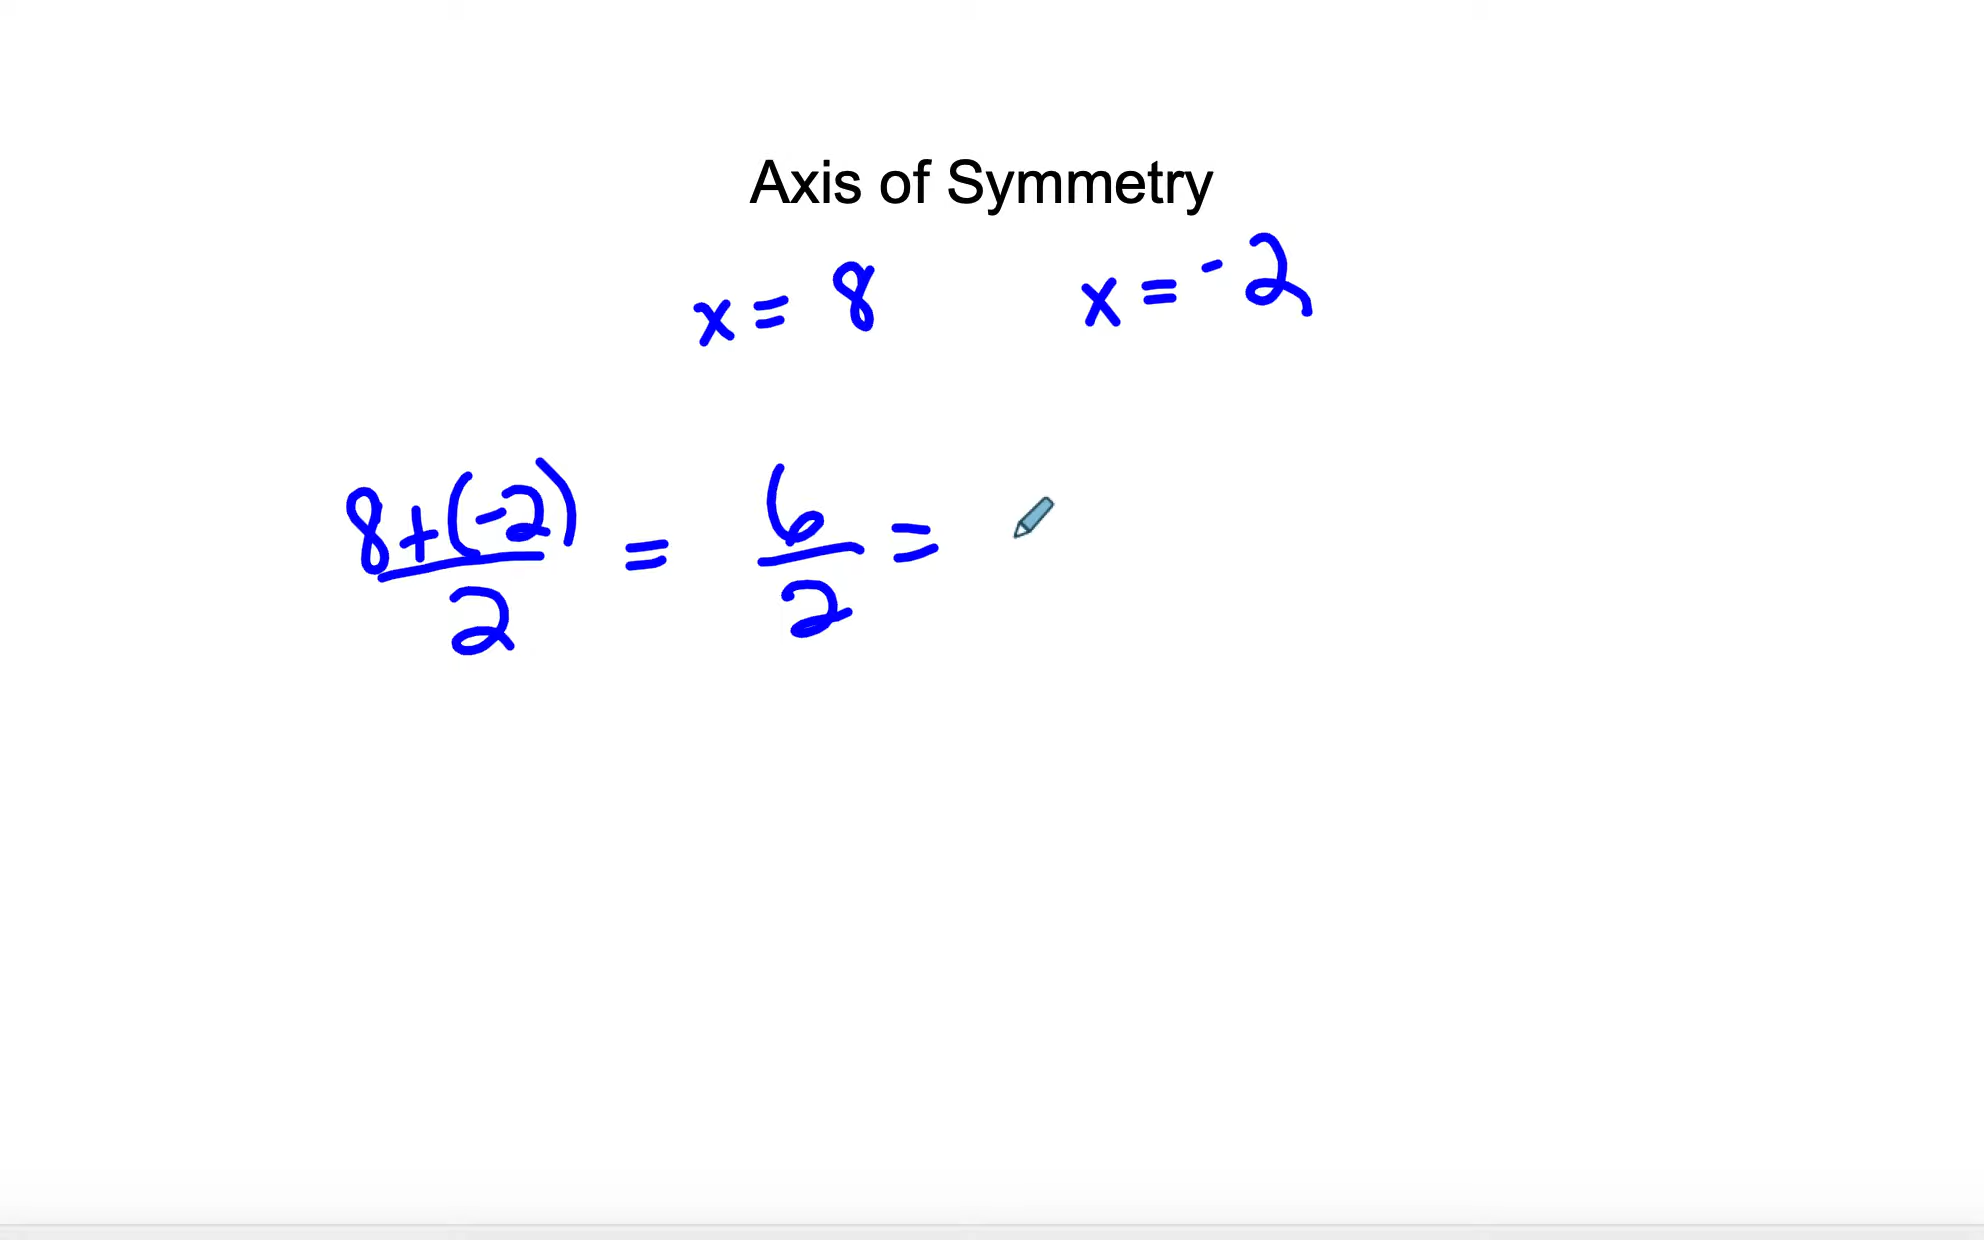 Axis of Symmetry
x = 8 x = -2
8+(-2)/2 = 6/2 =